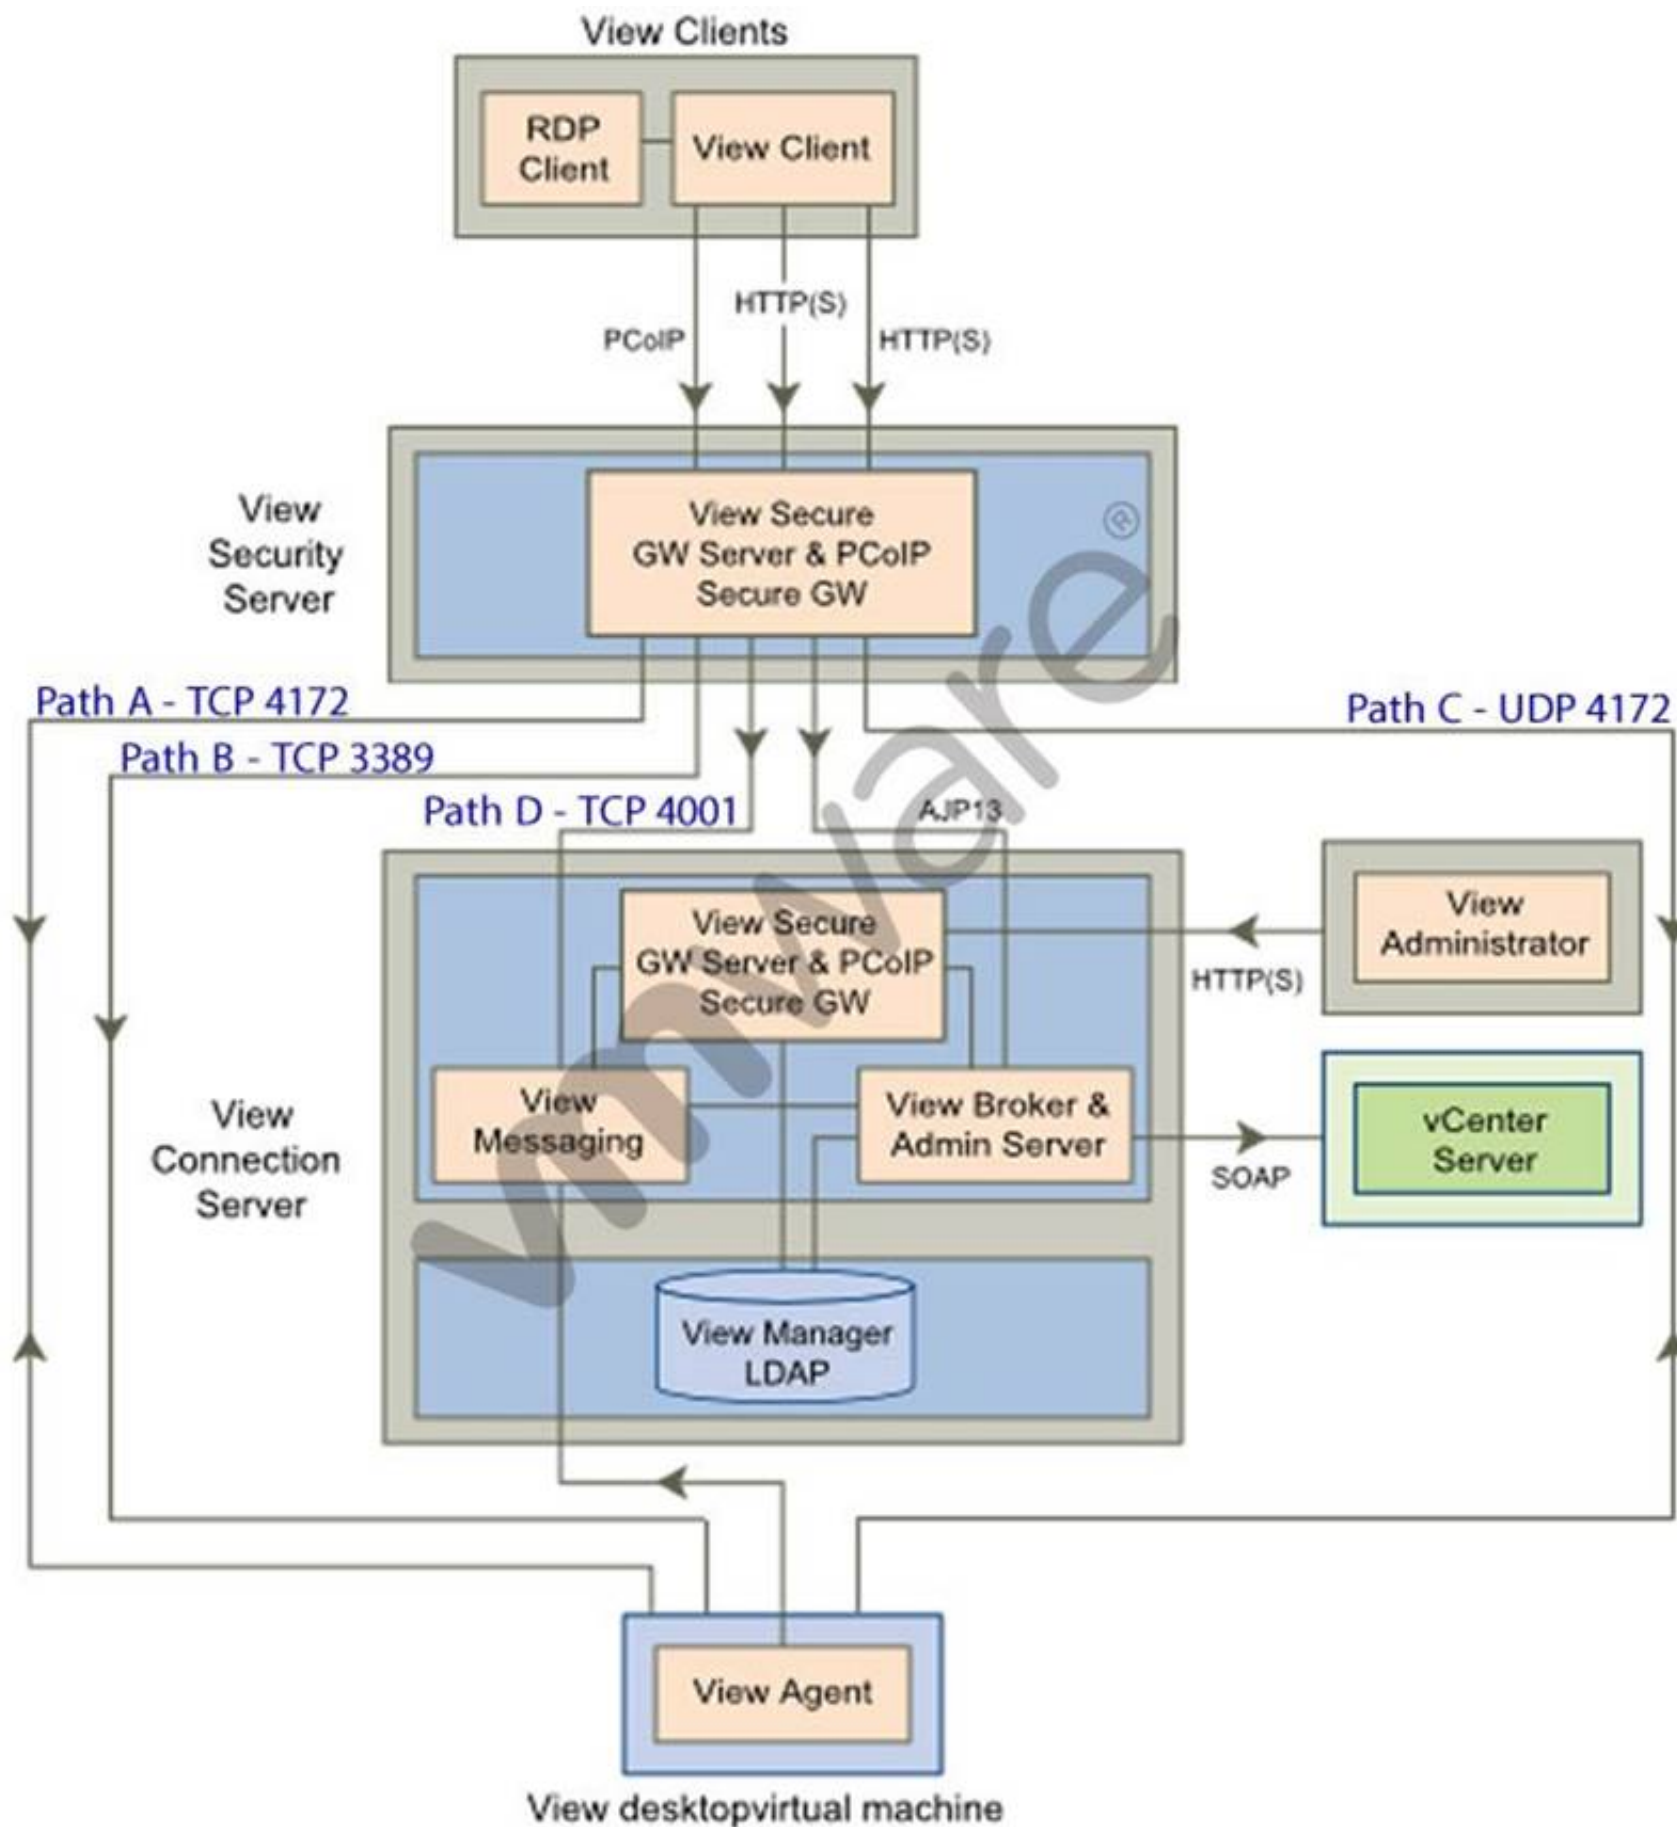 View Clients
RDP
Client
View Client
PCoIP
HTTP(S)
HTTP(S)
View
Security
Server
View Secure
GW Server & PCoIP
Secure GW
Path A - TCP 4172
Path B - TCP 3389
Path C - UDP 4172
Path D - TCP 4001
AJP13
View
Connection
Server
View Secure
GW Server & PCoIP
Secure GW
View
Messaging
View Broker &
Admin Server
View Manager
LDAP
View
Administrator
HTTP(S)
vCenter
Server
SOAP
View Agent
View desktopvirtual machine
vmware®